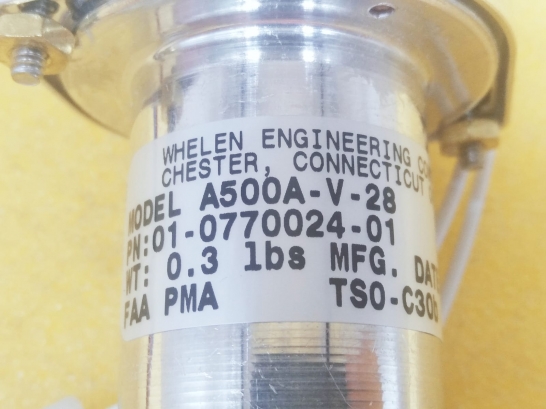 WHELEN ENGINEERING
CHESTER, CONNECTICUT
MODEL A500A-V-28
PN:01-0770024-01
WT: 0.3 lbs MFG.
FAA PMA